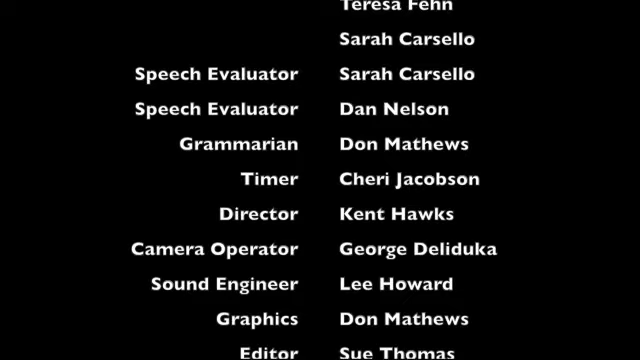 Teresa Fehn
Sarah Carsello
Speech Evaluator Sarah Carsello
Speech Evaluator Dan Nelson
Grammarian Don Mathews
Timer Cheri Jacobson
Director Kent Hawks
Camera Operator George Deliduka
Sound Engineer Lee Howard
Graphics Don Mathews
Editor Sue Thomas